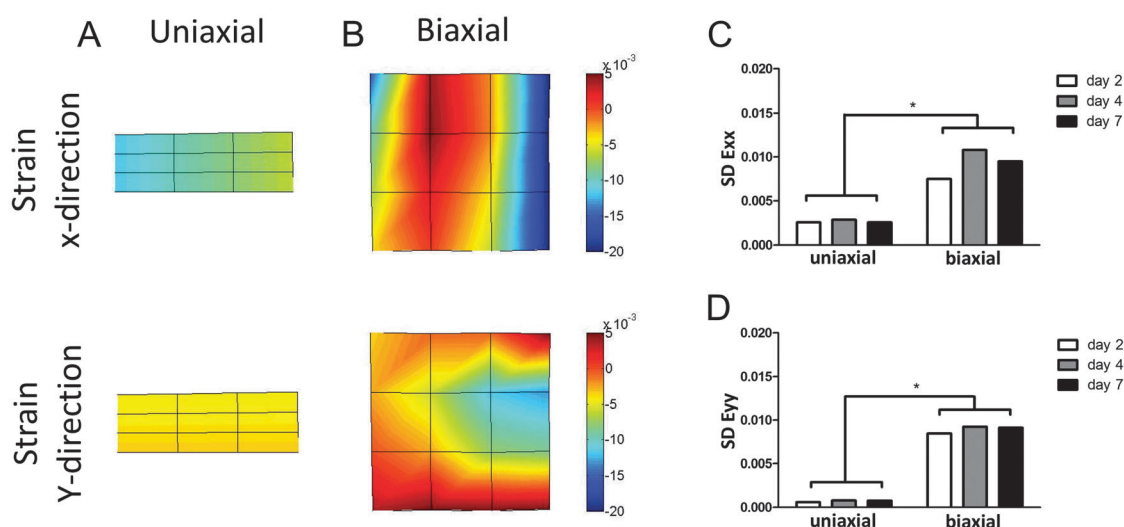 A
Uniaxial
B
Biaxial
C
Strain
x-direction
x 10-3
5
0
-5
-10
-15
-20
SD Exx
0.020
0.015
0.010
0.005
0.000
*
uniaxial
biaxial
day 2
day 4
day 7
Strain
Y-direction
x 10-3
5
0
-5
-10
-15
-20
D
SD Eyy
0.020
0.015
0.010
0.005
0.000
*
uniaxial
biaxial
day 2
day 4
day 7